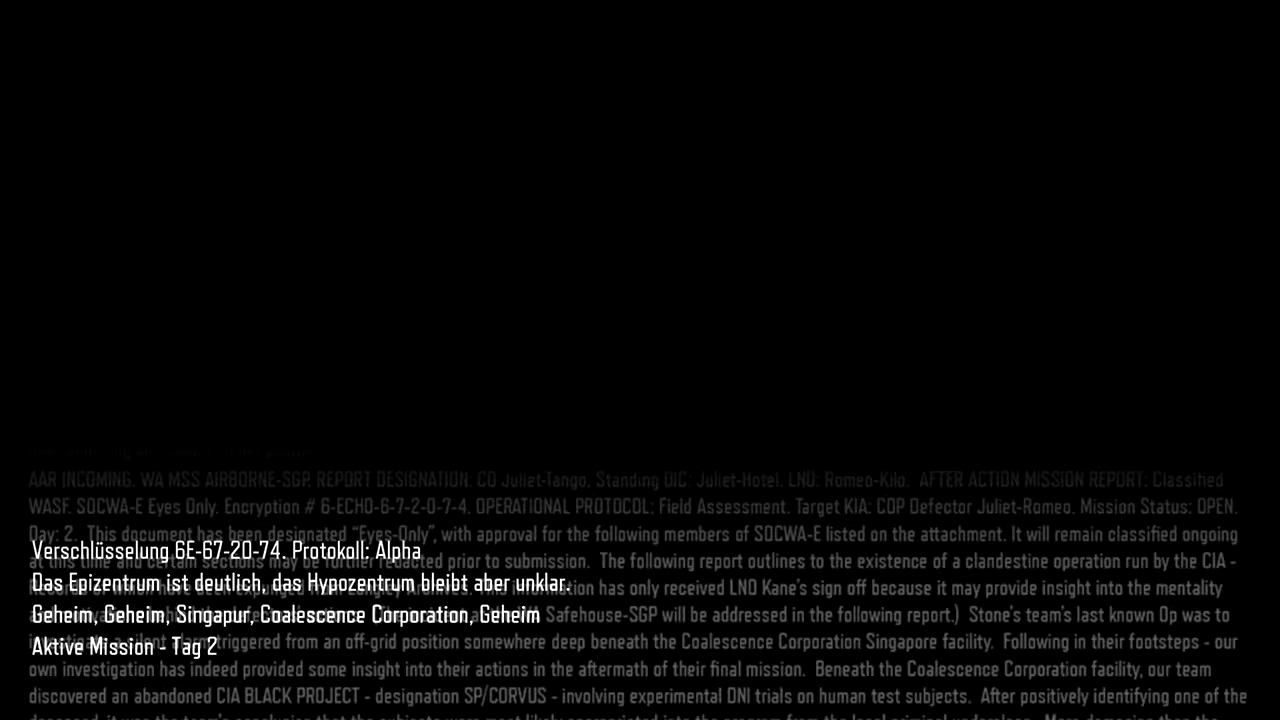 AAR INCOMING. WA MSS AIRBORNE-SGP. REPORT DESIGNATION: CO Juliet-Tango. Standing DIC: Juliet-Hotel. LNO: Romeo-Kilo. AFTER ACTION MISSION REPORT: Classified
WASF. SOCWA-E Eyes Only. Encryption # 6-ECHO-6-7-2-0-7-4. OPERATIONAL PROTOCOL: Field Assessment. Target KIA: COP Defector Juliet-Romeo. Mission Status: OPEN.
Day: 2. This document has been designated “Eyes-Only”, with approval for the following members of SOCWA-E listed on the attachment. It will remain classified ongoing
Verschlüsselung 6E-67-20-74. Protokoll: Alpha
at this time and certain sections may be further redacted prior to submission. The following report outlines to the existence of a clandestine operation run by the CIA -
Das Epizentrum ist deutlich, das Hypozentrum bleibt aber unklar.
has only received LNO Kane's sign off because it may provide insight into the mentality
Geheim, Geheim, Singapur, Coalescence Corporation, Geheim
Safehouse-SGP will be addressed in the following report.) Stone's team's last known Op was to
triggered from an off-grid position somewhere deep beneath the Coalescence Corporation Singapore facility. Following in their footsteps - our
Aktive Mission - Tag 2
own investigation has indeed provided some insight into their actions in the aftermath of their final mission. Beneath the Coalescence Corporation facility, our team
discovered an abandoned CIA BLACK PROJECT - designation SP/CORVUS - involving experimental DNI trials on human test subjects. After positively identifying one of the